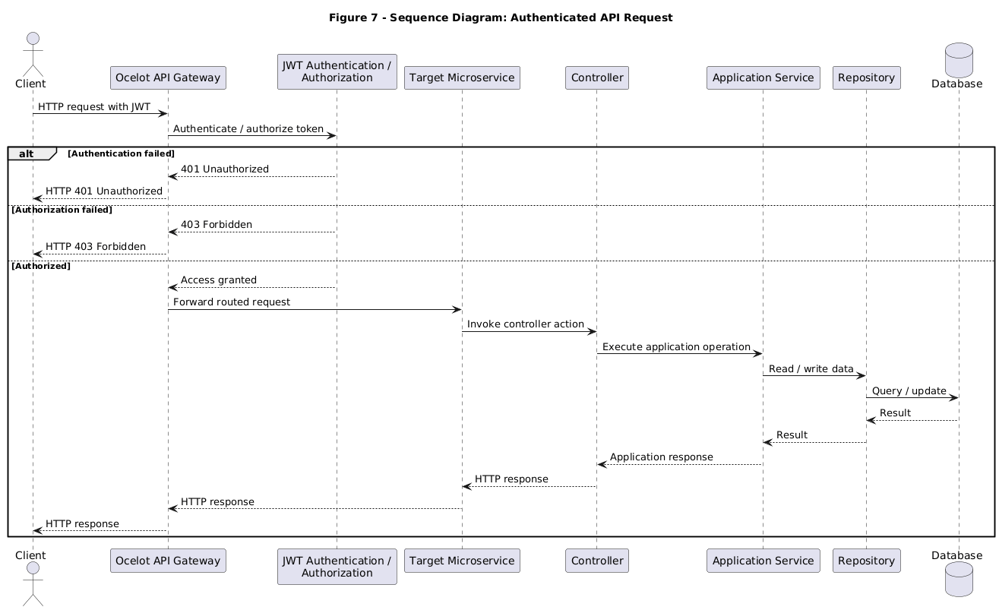 Figure 7 - Sequence Diagram: Authenticated API Request
Client
Ocelot API Gateway
JWT Authentication /
Authorization
Target Microservice
Controller
Application Service
Repository
Database
HTTP request with JWT
Authenticate / authorize token
alt
[Authentication failed]
401 Unauthorized
HTTP 401 Unauthorized
[Authorization failed]
403 Forbidden
HTTP 403 Forbidden
[Authorized]
Access granted
Forward routed request
Invoke controller action
Execute application operation
Read / write data
Query / update
Result
Result
Application response
HTTP response
HTTP response
HTTP response
Client
Ocelot API Gateway
JWT Authentication /
Authorization
Target Microservice
Controller
Application Service
Repository
Database